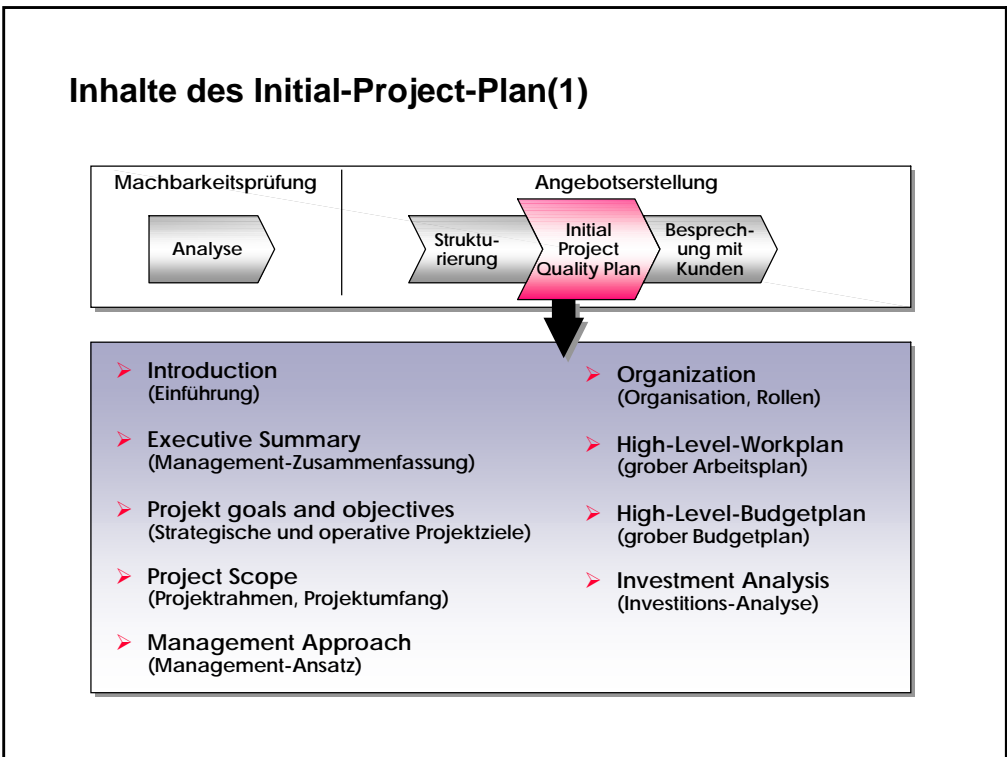 Inhalte des Initial-Project-Plan(1)
Machbarkeitsprüfung
Analyse
Angebotserstellung
Struktu-
rierung
Initial
Project
Quality Plan
Besprech-
ung mit
Kunden
Introduction
(Einführung)
Executive Summary
(Management-Zusammenfassung)
Projekt goals and objectives
(Strategische und operative Projektziele)
Project Scope
(Projektrahmen, Projektumfang)
Management Approach
(Management-Ansatz)
Organization
(Organisation, Rollen)
High-Level-Workplan
(grober Arbeitsplan)
High-Level-Budgetplan
(grober Budgetplan)
Investment Analysis
(Investitions-Analyse)